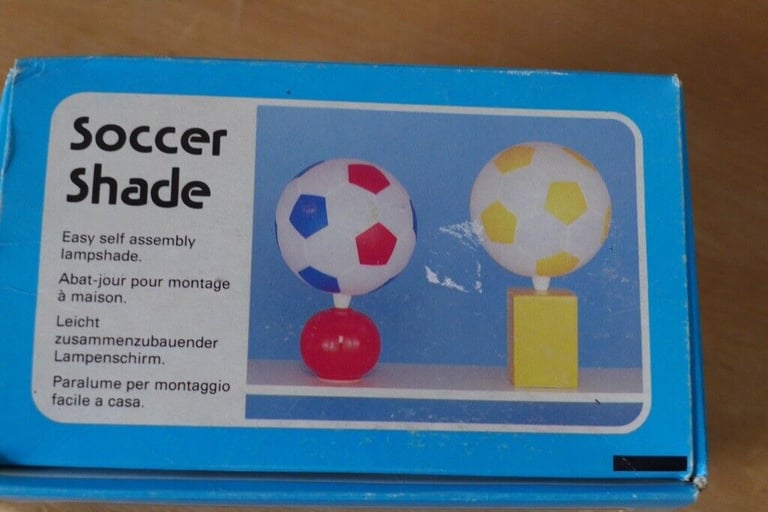 Soccer
Shade
Easy self assembly
lampshade.
Abat-jour pour montage
à maison.
Leicht
zusammenzubauender
Lampenschirm.
Paralume per montaggio
facile a casa.